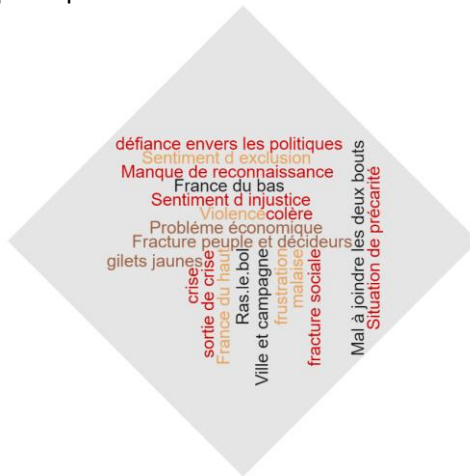 défiance envers les politiques
Sentiment d exclusion
Manque de reconnaissance
France du bas
Sentiment d injustice
Violence colère
Probléme économique
Fracture peuple et décideurs
gilets jaunes
crise
sortie de crise
France du haut
Ras.le.bol
Ville et campagne
frustration
malaise
fracture sociale
Mal à joindre les deux bouts
Situation de précarité